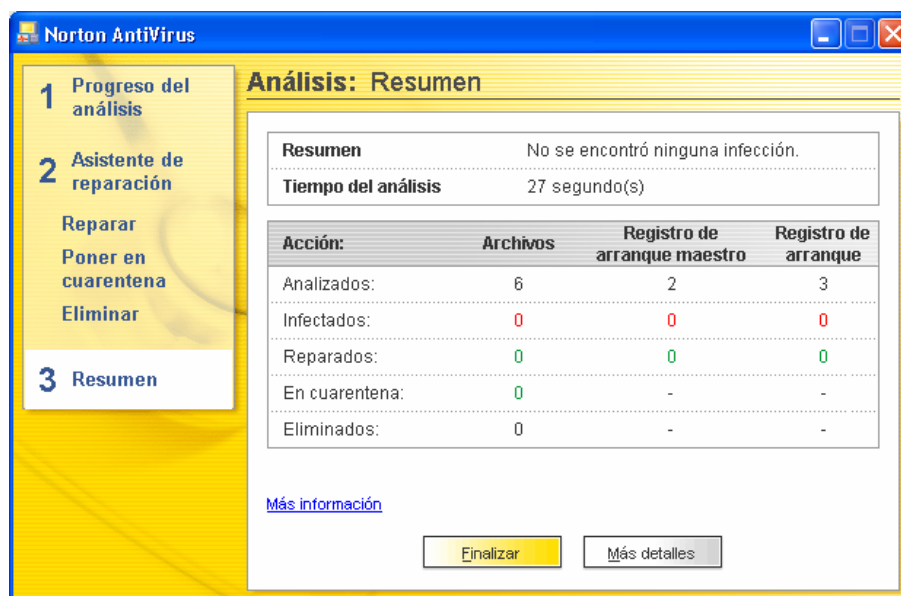 Norton AntiVirus
1 Progreso del
análisis
2 Asistente de
reparación
Reparar
Poner en
cuarentena
Eliminar
3 Resumen
Análisis: Resumen
Resumen No se encontró ninguna infección.
Tiempo del análisis 27 segundo(s)
Acción: Archivos Registro de arranque maestro Registro de arranque
Analizados: 6 2 3
Infectados: 0 0 0
Reparados: 0 0 0
En cuarentena: 0 - -
Eliminados: 0 - -
Más información
Finalizar Más detalles